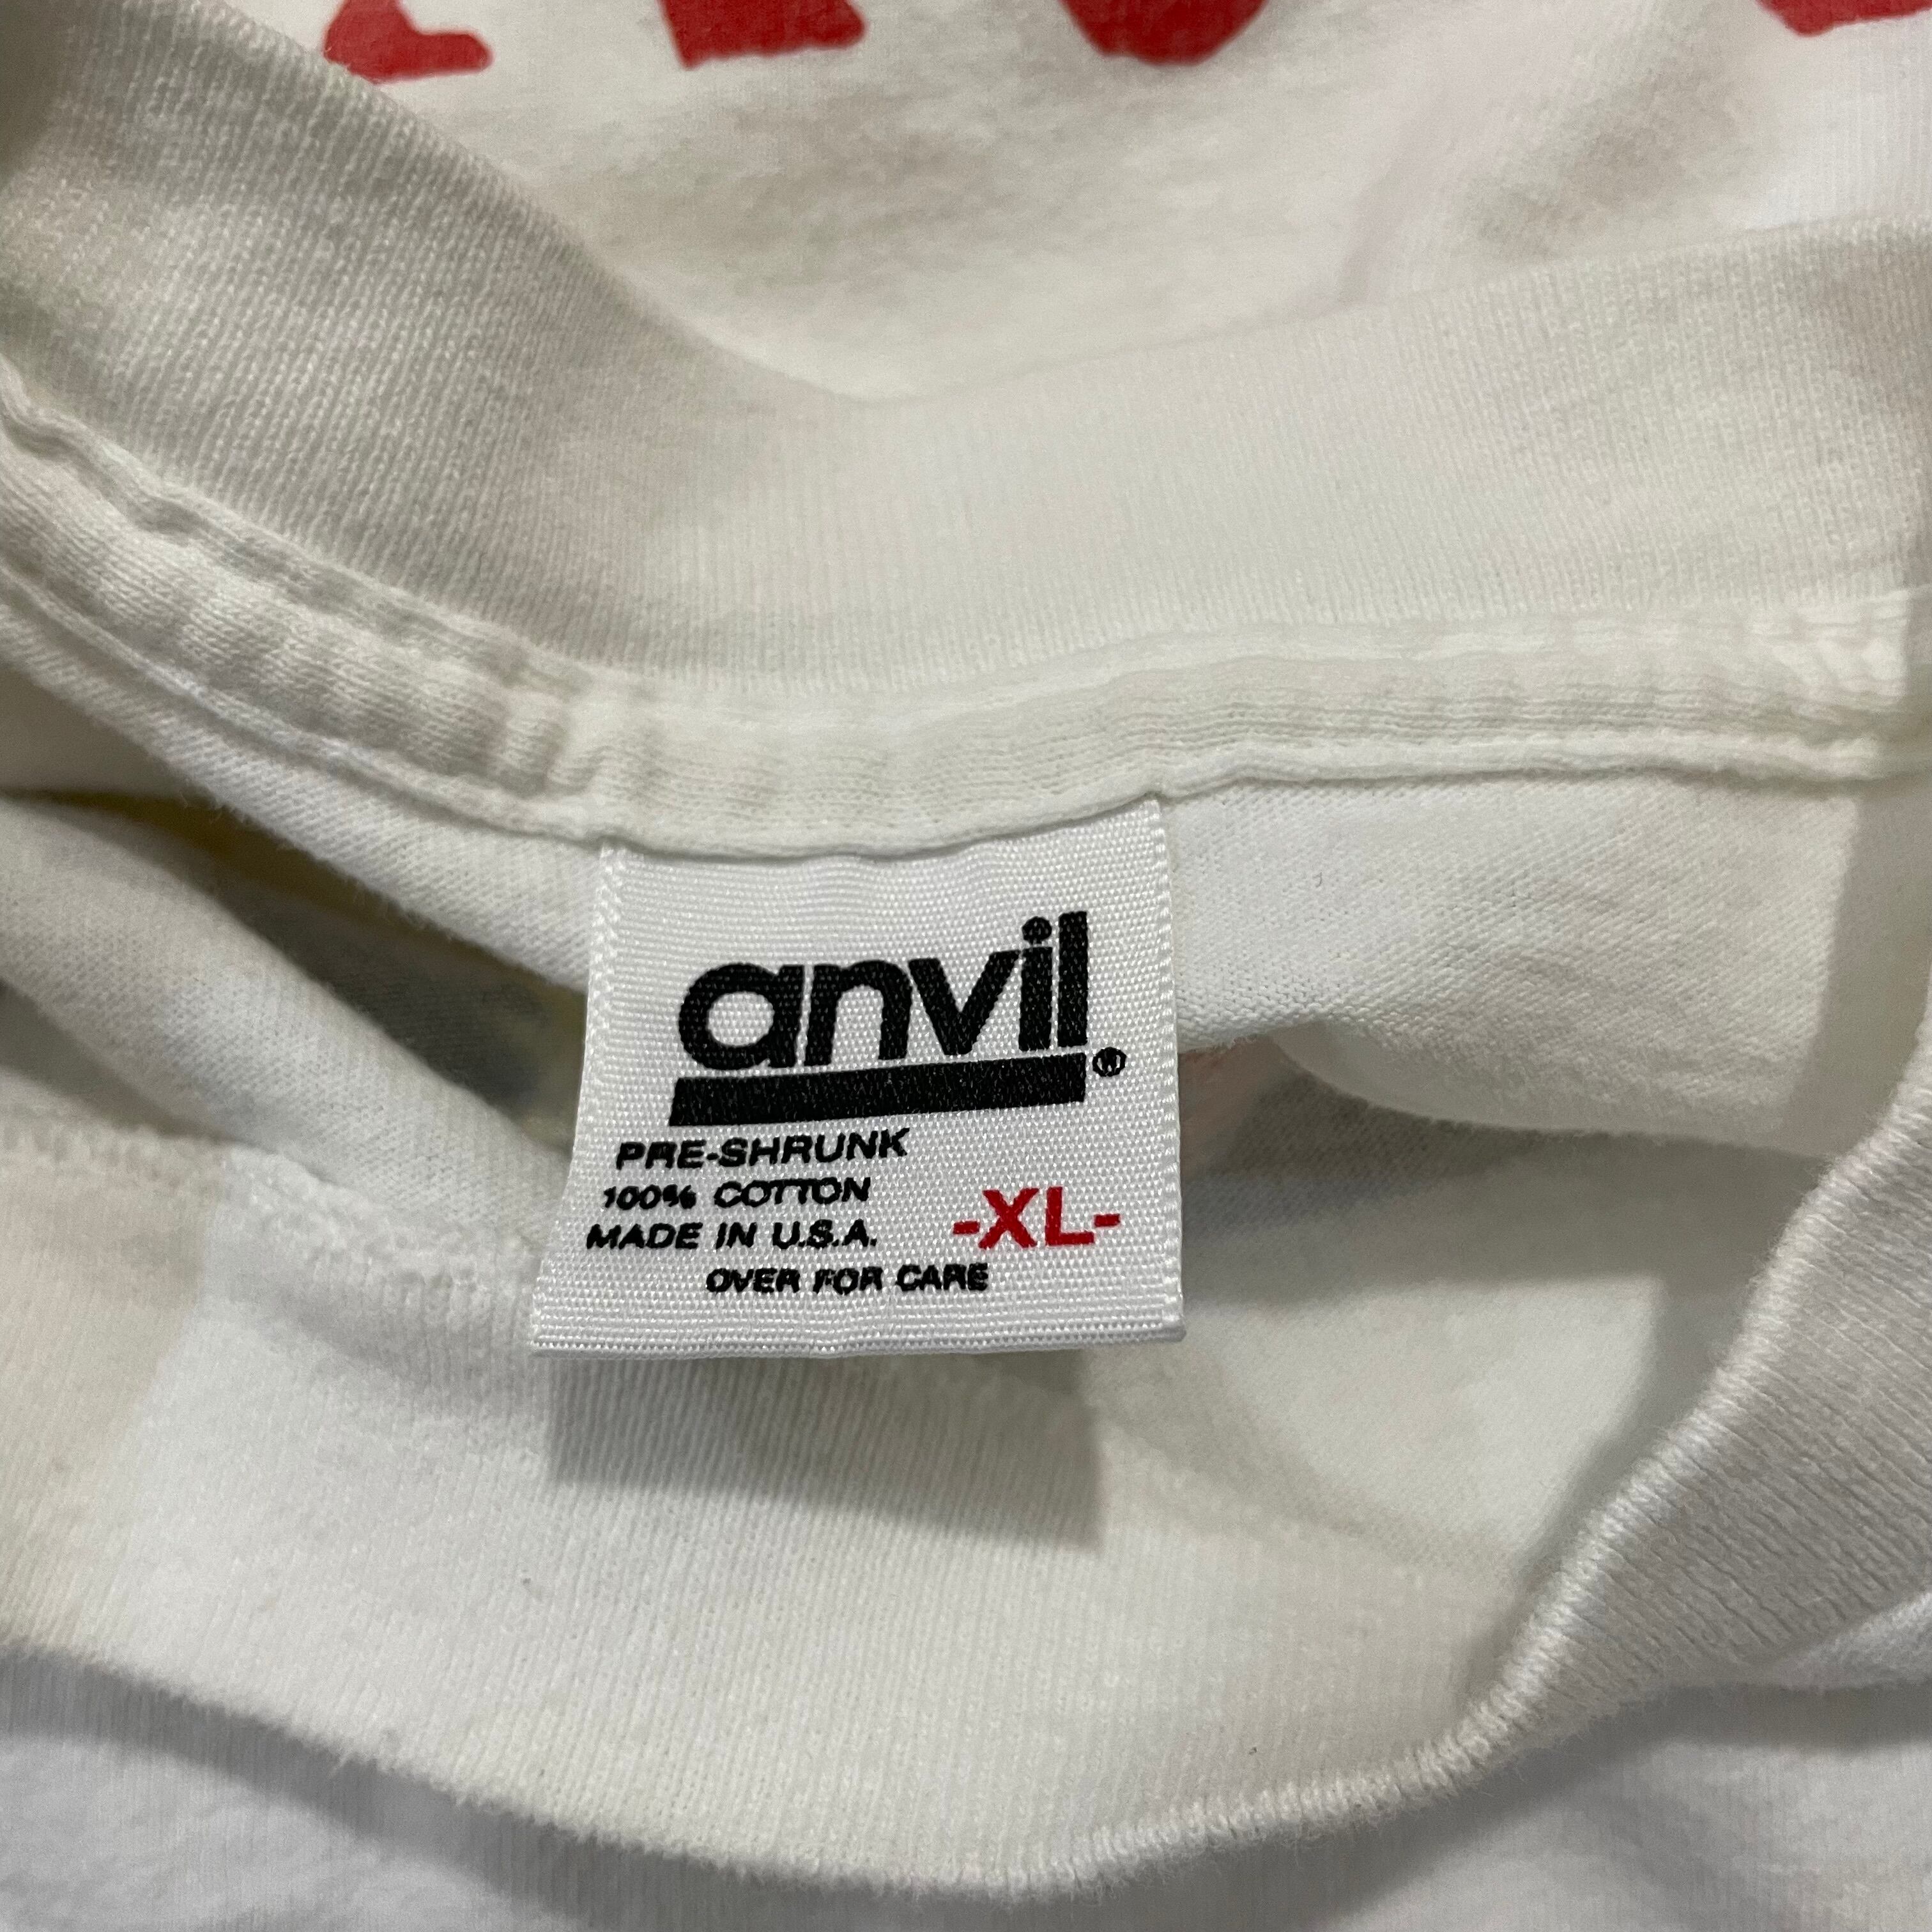 anvil®
PRE-SHRUNK
100% COTTON
MADE IN U.S.A. -XL-
OVER FOR CARE